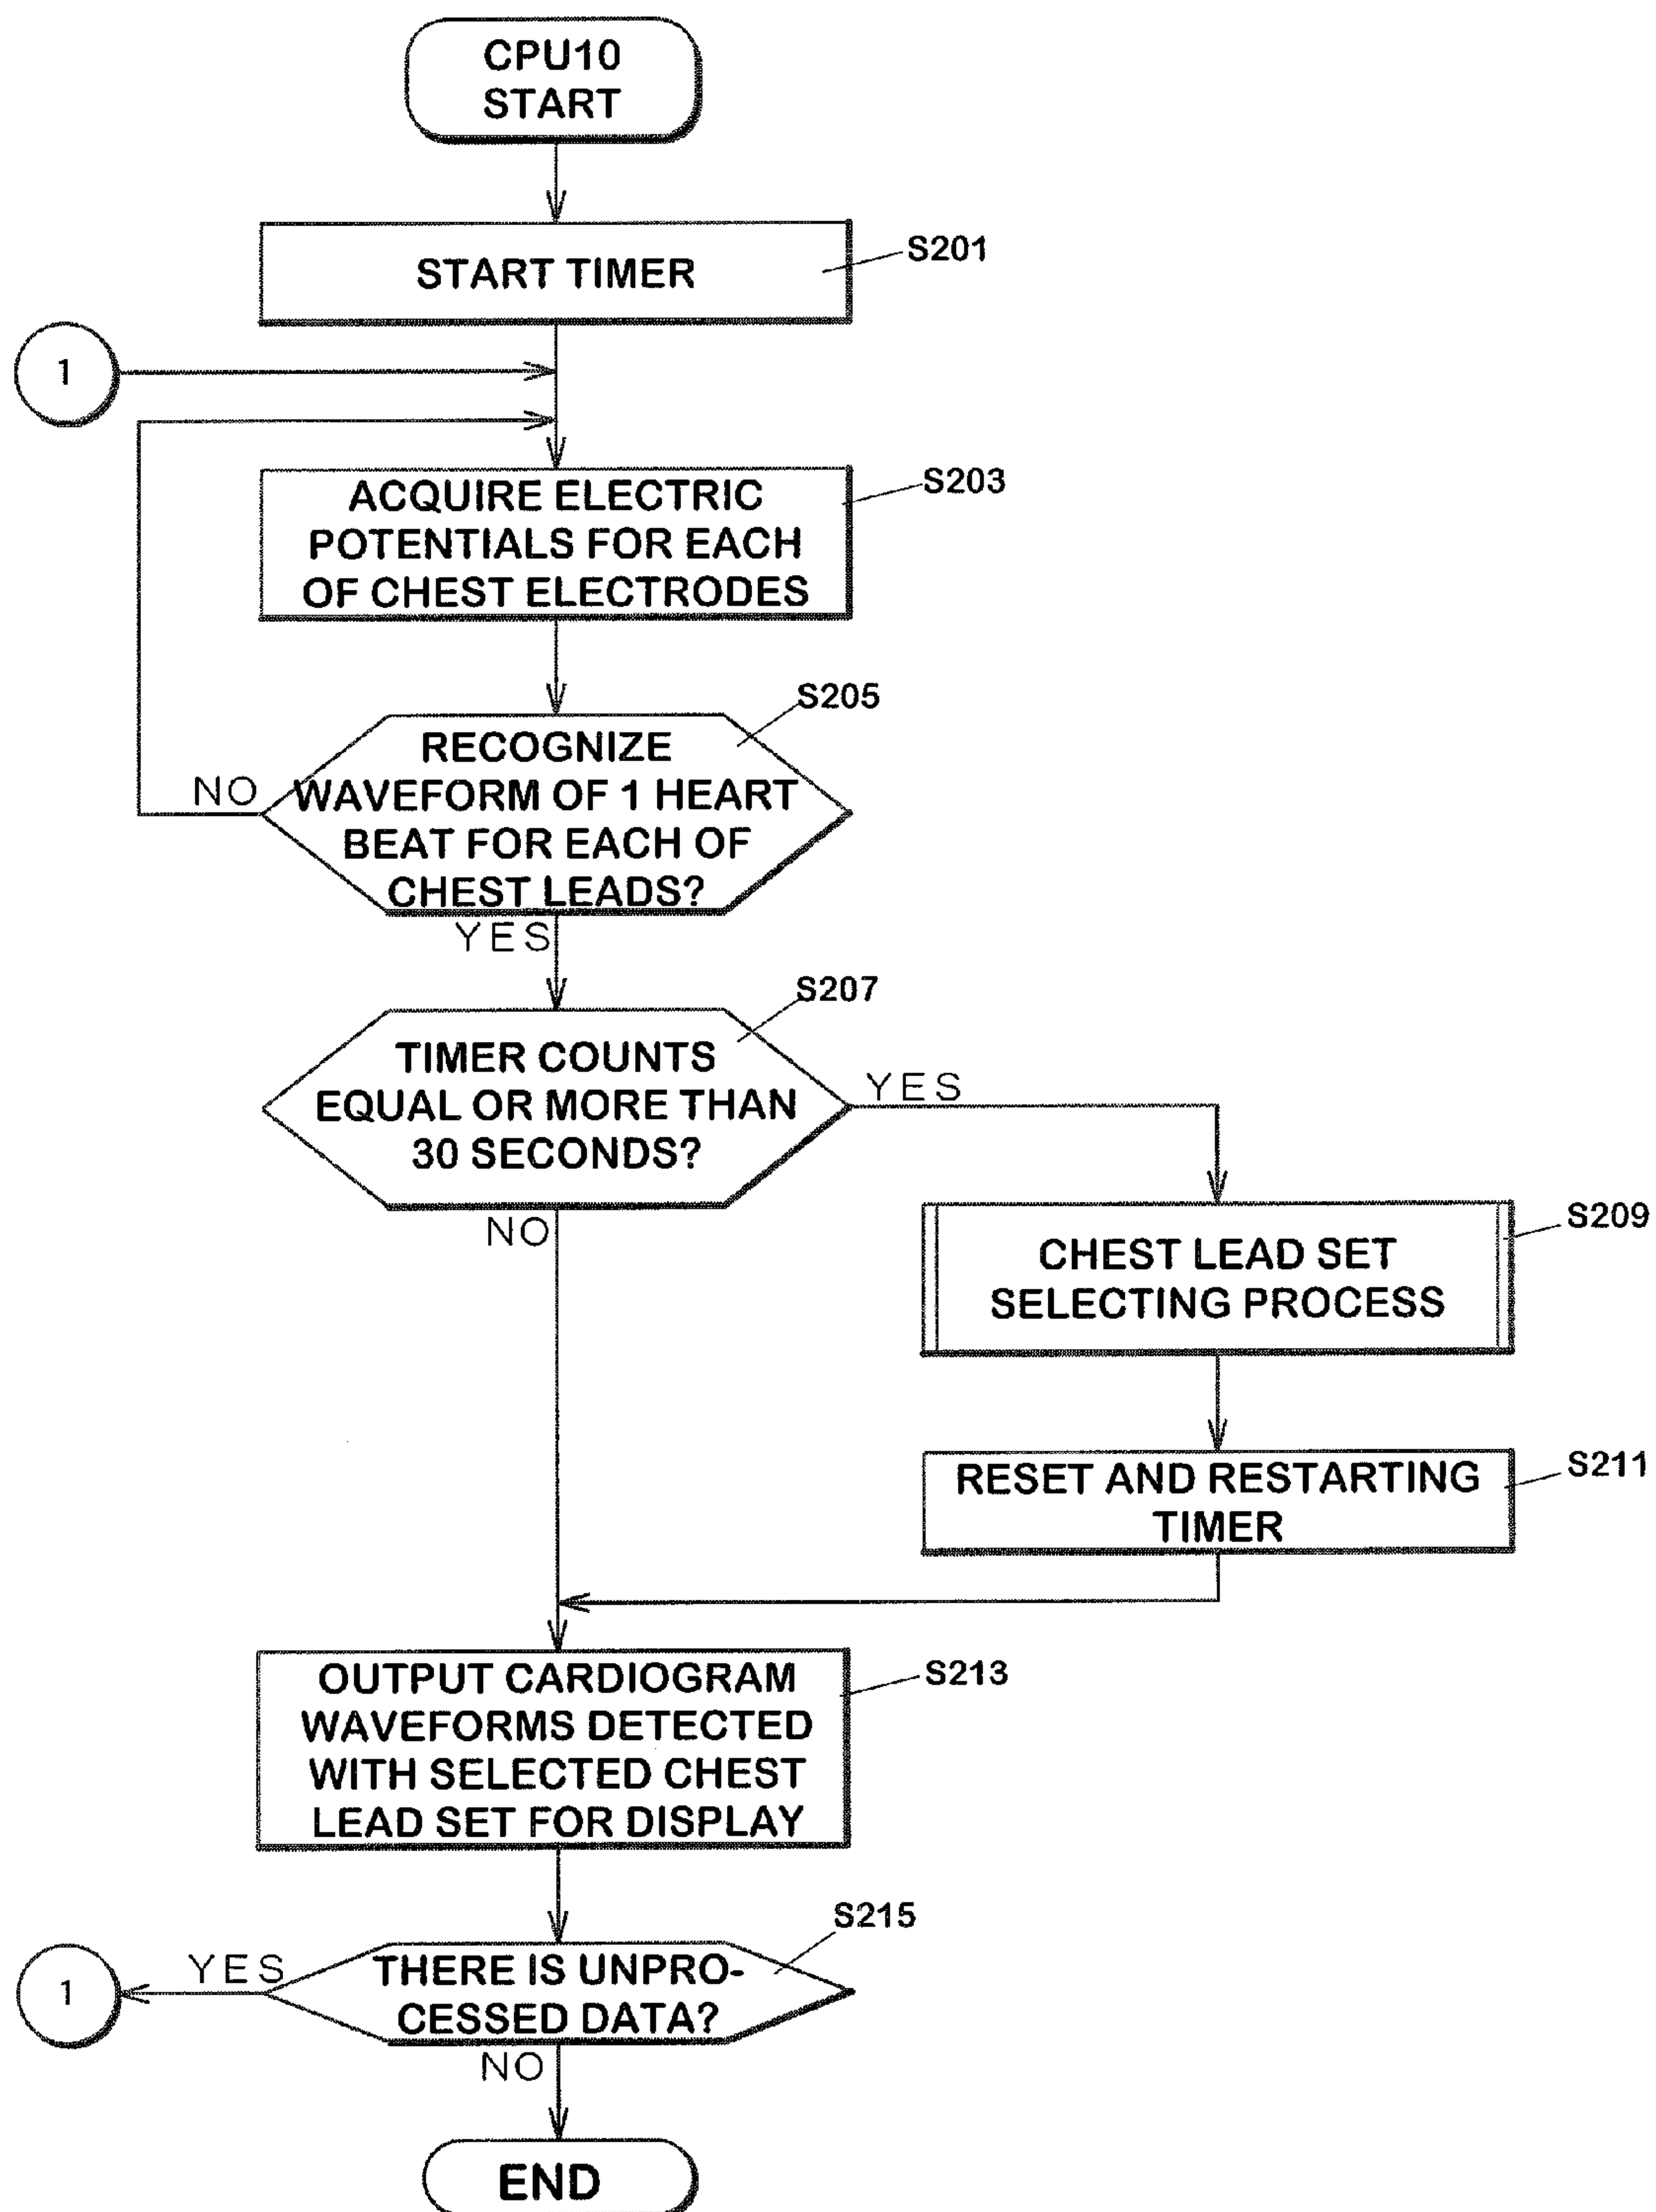 CPU10
START
START TIMER
S201
1
ACQUIRE ELECTRIC
POTENTIALS FOR EACH
OF CHEST ELECTRODES
S203
RECOGNIZE
WAVEFORM OF 1 HEART
BEAT FOR EACH OF
CHEST LEADS?
S205
NO
YES
TIMER COUNTS
EQUAL OR MORE THAN
30 SECONDS?
S207
YES
NO
CHEST LEAD SET
SELECTING PROCESS
S209
RESET AND RESTARTING
TIMER
S211
OUTPUT CARDIOGRAM
WAVEFORMS DETECTED
WITH SELECTED CHEST
LEAD SET FOR DISPLAY
S213
THERE IS UNPRO-
CESSED DATA?
S215
YES
1
NO
END